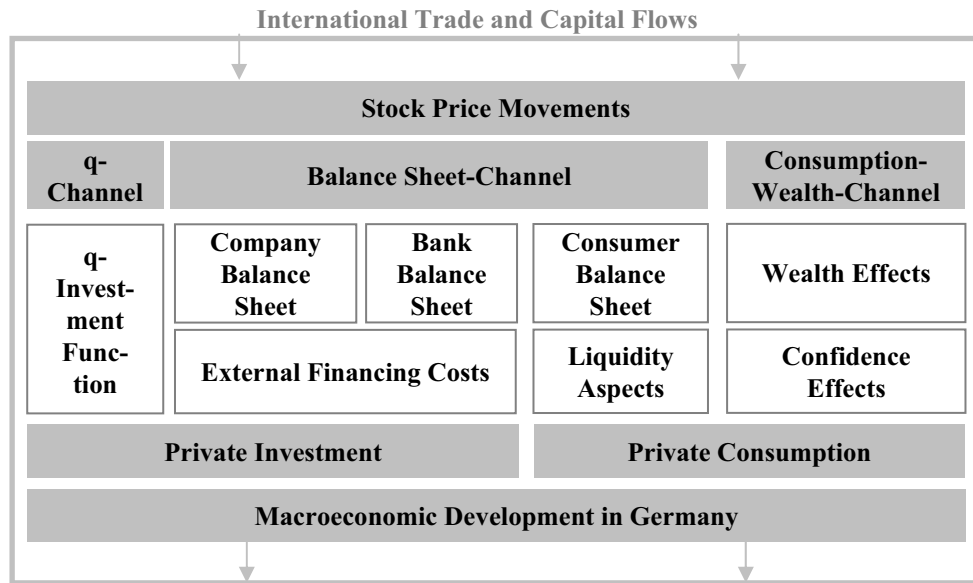 International Trade and Capital Flows
Stock Price Movements
q-
Channel
Balance Sheet-Channel
Consumption-
Wealth-Channel
q-
Invest-
ment
Func-
tion
Company
Balance
Sheet
Bank
Balance
Sheet
Consumer
Balance
Sheet
Wealth Effects
External Financing Costs
Liquidity
Aspects
Confidence
Effects
Private Investment
Private Consumption
Macroeconomic Development in Germany